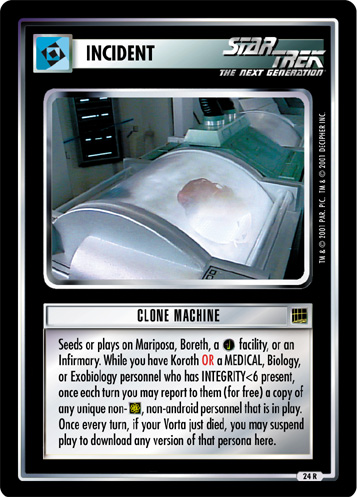 INCIDENT
STAR TREK
THE NEXT GENERATION
TM & © 2001 PAR. PIC. TM & © 2001 DECIPHER INC.
CLONE MACHINE
Seeds or plays on Mariposa, Boreth, a facility, or an
Infirmary. While you have Koroth OR a MEDICAL, Biology,
or Exobiology personnel who has INTEGRITY<6 present,
once each turn you may report to them (for free) a copy of
any unique non- , non-android personnel that is in play.
Once every turn, if your Vorta just died, you may suspend
play to download any version of that persona here.
24 R